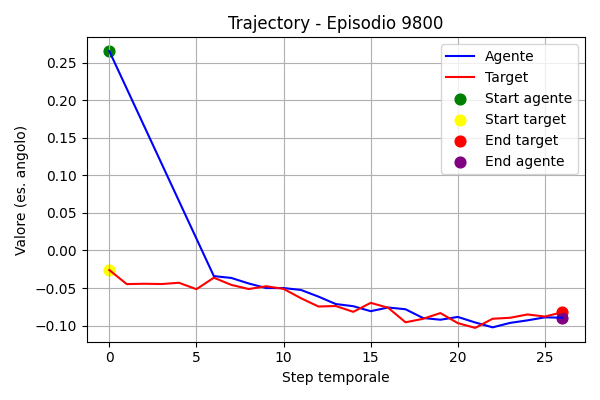 Trajectory - Episodio 9800
Agente
Target
Start agente
Start target
End target
End agente
Valore (es. angolo)
0.25
0.20
0.15
0.10
0.05
0.00
−0.05
−0.10
0 5 10 15 20 25
Step temporale